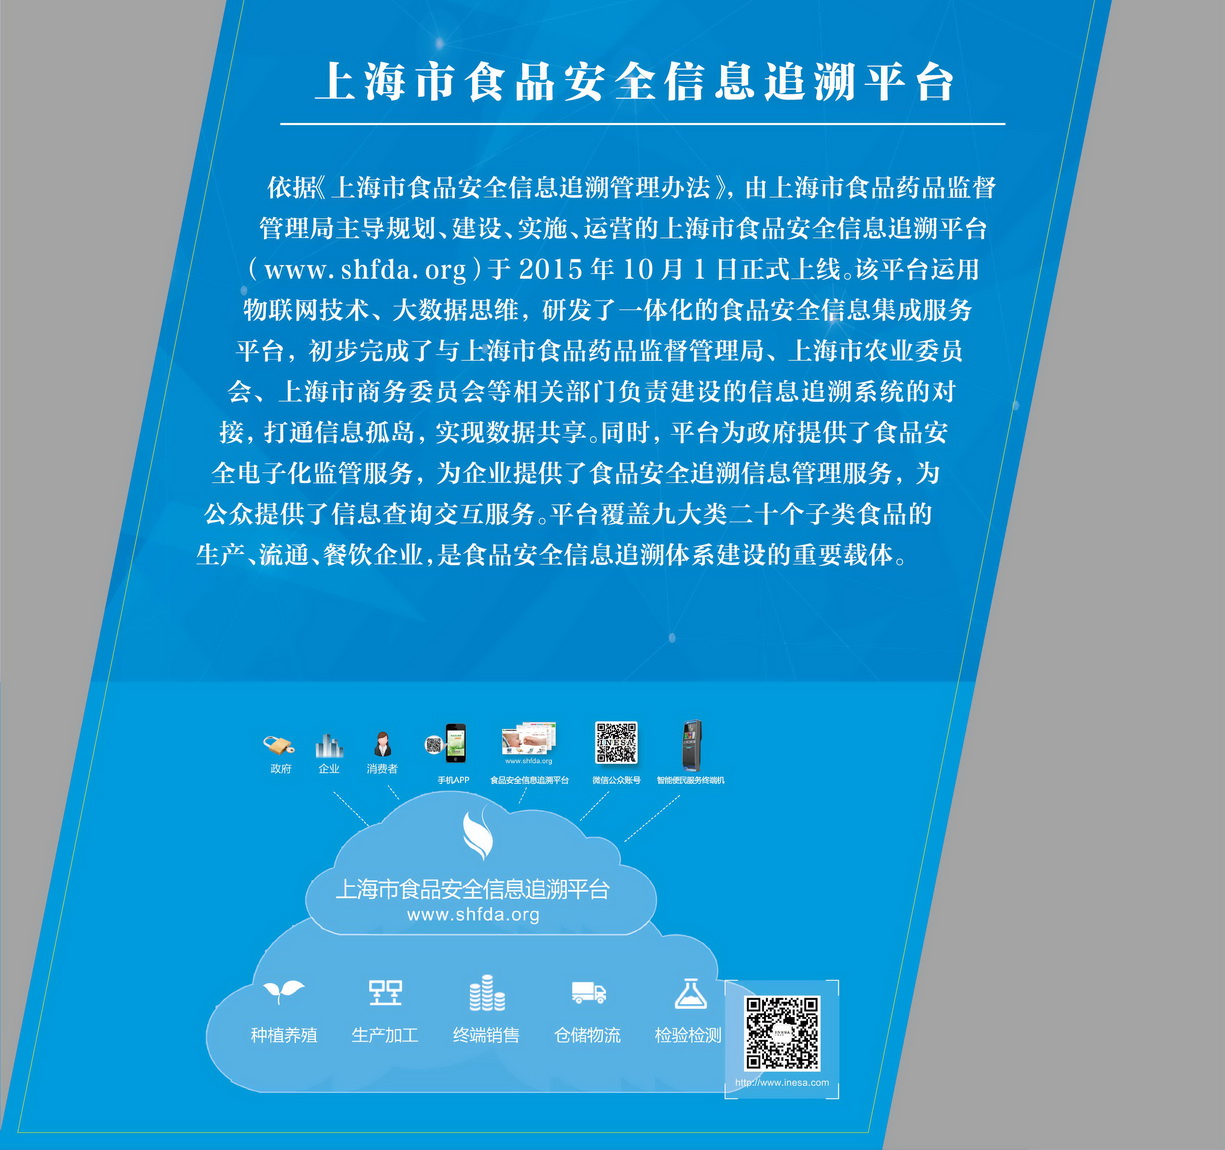 上海市食品安全信息追溯平台
依据《上海市食品安全信息追溯管理办法》，由上海市食品药品监督
管理局主导规划、建设、实施、运营的上海市食品安全信息追溯平台
（www.shfda.org）于 2015 年 10 月 1 日正式上线。该平台运用
物联网技术、大数据思维，研发了一体化的食品安全信息集成服务
平台，初步完成了与上海市食品药品监督管理局、上海市农业委员
会、上海市商务委员会等相关部门负责建设的信息追溯系统的对
接，打通信息孤岛，实现数据共享。同时，平台为政府提供了食品安
全电子化监管服务，为企业提供了食品安全追溯信息管理服务，为
公众提供了信息查询交互服务。平台覆盖九大类二十个子类食品的
生产、流通、餐饮企业，是食品安全信息追溯体系建设的重要载体。
INESA
www.shfda.org
政府 企业 消费者
手机APP 食品安全信息追溯平台 微信公众账号 智能便民服务终端机
上海市食品安全信息追溯平台
www.shfda.org
种植养殖 生产加工 终端销售 仓储物流 检验检测
http://www.inesa.com